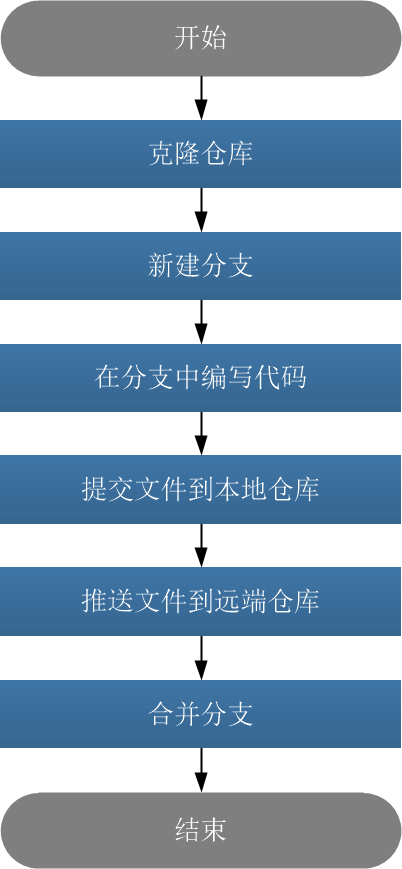 开始
克隆仓库
新建分支
在分支中编写代码
提交文件到本地仓库
推送文件到远端仓库
合并分支
结束